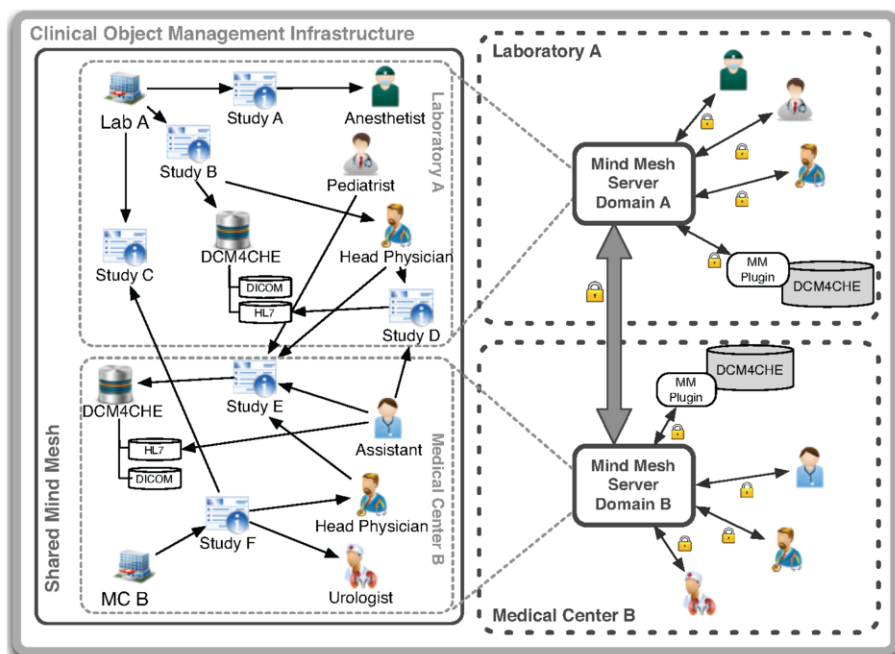 Clinical Object Management Infrastructure
Shared Mind Mesh
Laboratory A
Lab A
Study A
Anesthetist
Study B
Pediatrist
DCM4CHE
Head Physician
Study C
DICOM
HL7
Study D
Medical Center B
DCM4CHE
Study E
HL7
Assistant
DICOM
Study F
Head Physician
MC B
Urologist
Laboratory A
Mind Mesh
Server
Domain A
MM
Plugin
DCM4CHE
DCM4CHE
MM
Plugin
Mind Mesh
Server
Domain B
Medical Center B